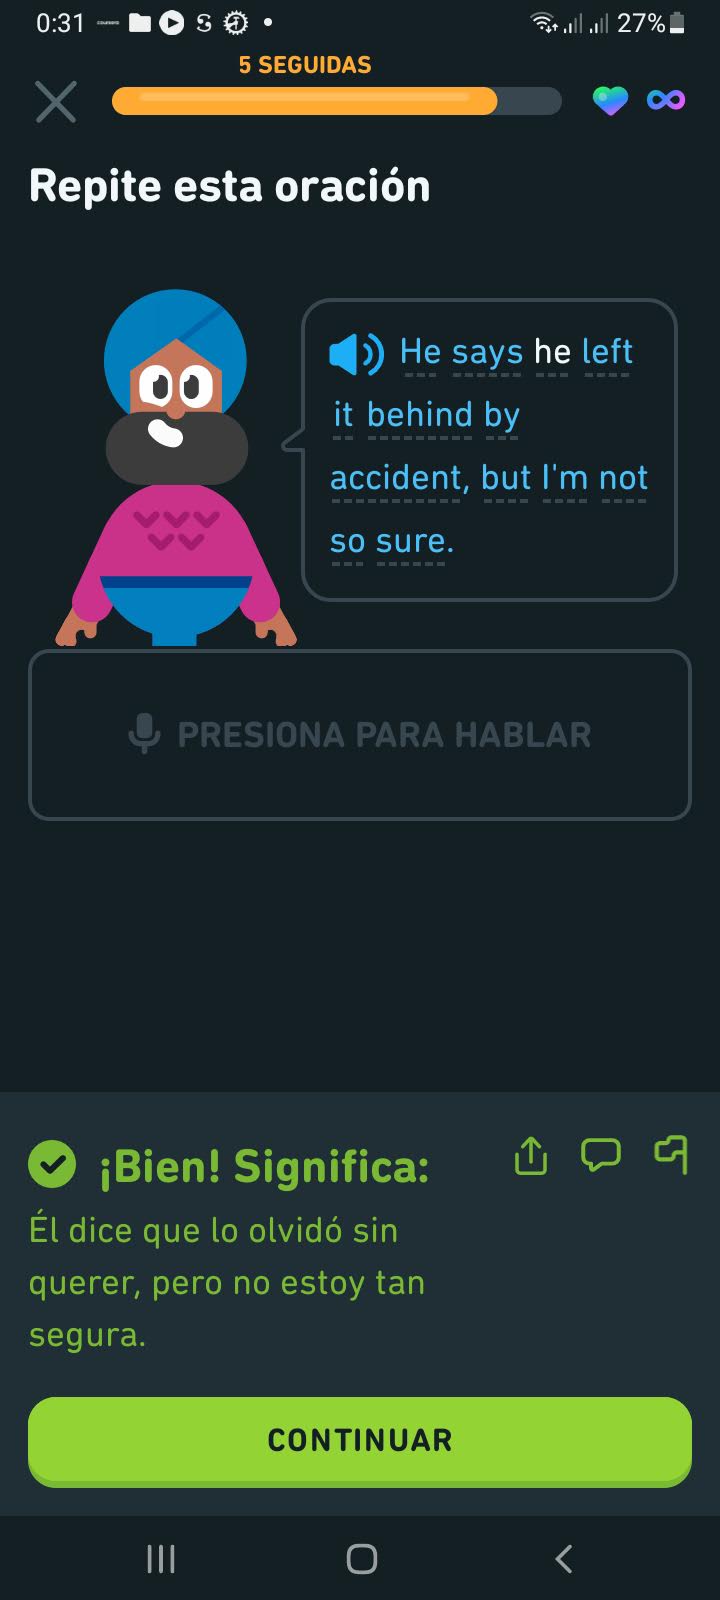 0:31
27%
5 SEGUIDAS
Repite esta oración
He says he left
it behind by
accident, but I'm not
so sure.
PRESIONA PARA HABLAR
¡Bien! Significa:
Él dice que lo olvidó sin
querer, pero no estoy tan
segura.
CONTINUAR